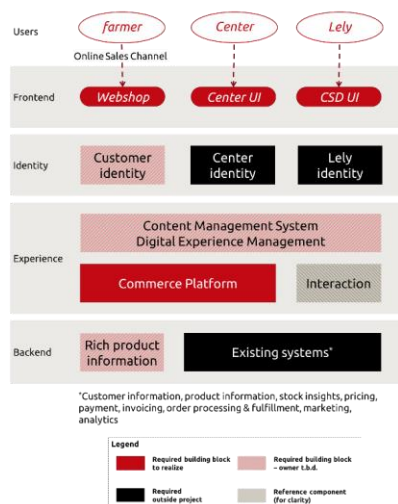 Users
farmer
Center
Lely
Online Sales Channel
Frontend
Webshop
Center UI
CSD UI
Identity
Customer
identity
Center
identity
Lely
identity
Experience
Content Management System
Digital Experience Management
Commerce Platform
Interaction
Backend
Rich product
information
Existing systems*
*Customer information, product information, stock insights, pricing,
payment, invoicing, order processing & fulfillment, marketing,
analytics
Legend
Required building block
to realize
Required building block
– owner t.b.d.
Required
outside project
Reference component
(for clarity)